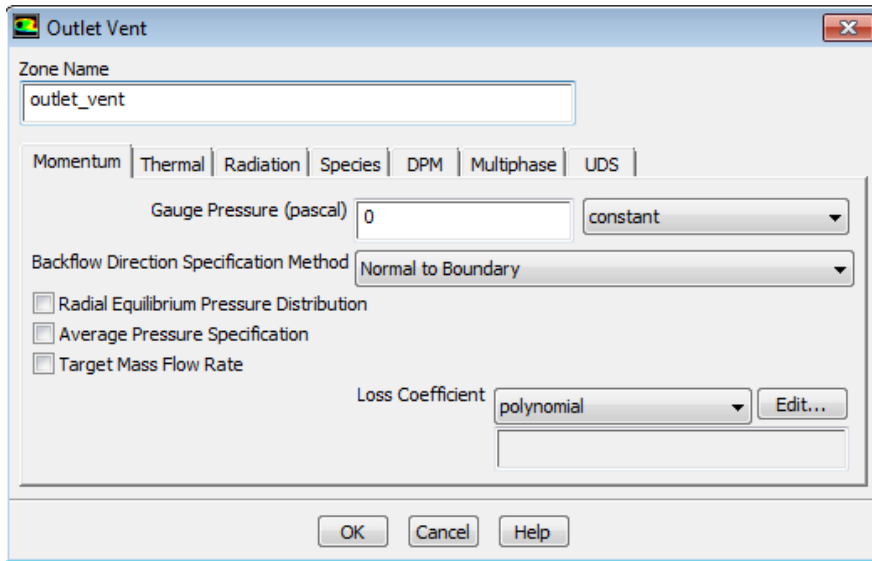 Outlet Vent
Zone Name
outlet_vent
Momentum Thermal Radiation Species DPM Multiphase UDS
Gauge Pressure (pascal) 0 constant
Backflow Direction Specification Method Normal to Boundary
Radial Equilibrium Pressure Distribution
Average Pressure Specification
Target Mass Flow Rate
Loss Coefficient polynomial Edit...
OK Cancel Help